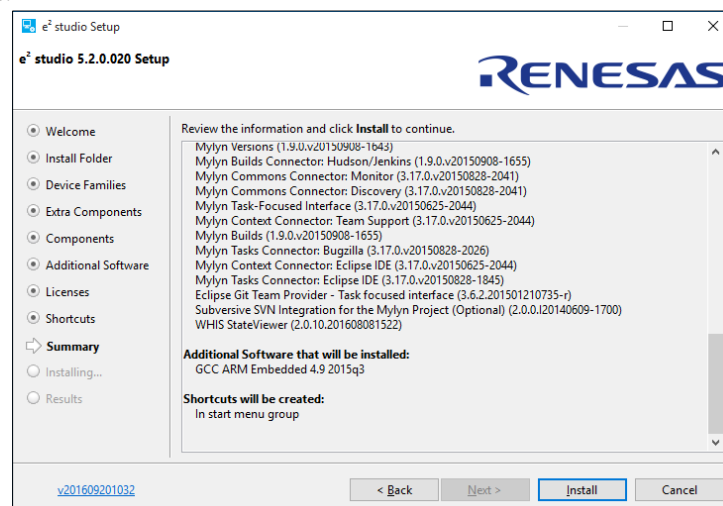 e² studio Setup
e² studio 5.2.0.020 Setup
RENESAS
Welcome
Install Folder
Device Families
Extra Components
Components
Additional Software
Licenses
Shortcuts
Summary
Installing...
Results
Review the information and click Install to continue.
Mylyn Versions (1.9.0.v20150908-1643)
Mylyn Builds Connector: Hudson/Jenkins (1.9.0.v20150908-1655)
Mylyn Commons Connector: Monitor (3.17.0.v20150828-2041)
Mylyn Commons Connector: Discovery (3.17.0.v20150828-2041)
Mylyn Task-Focused Interface (3.17.0.v20150625-2044)
Mylyn Context Connector: Team Support (3.17.0.v20150625-2044)
Mylyn Builds (1.9.0.v20150908-1655)
Mylyn Tasks Connector: Bugzilla (3.17.0.v20150828-2026)
Mylyn Context Connector: Eclipse IDE (3.17.0.v20150625-2044)
Mylyn Tasks Connector: Eclipse IDE (3.17.0.v20150828-1845)
Eclipse Git Team Provider - Task focused interface (3.6.2.201501210735-r)
Subversive SVN Integration for the Mylyn Project (Optional) (2.0.0.I20140609-1700)
WHIS StateViewer (2.0.10.201608081522)
Additional Software that will be installed:
GCC ARM Embedded 4.9 2015q3
Shortcuts will be created:
In start menu group
v201609201032
< Back
Next >
Install
Cancel